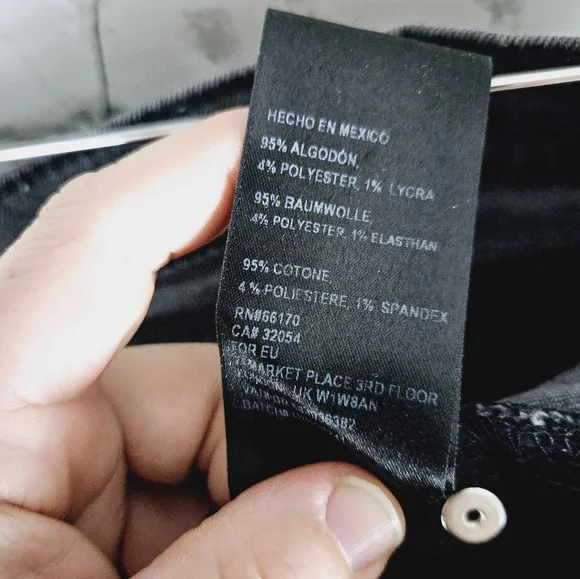 HECHO EN MEXICO
95% ALGODÓN,
4% POLYESTER, 1% LYCRA
95% BAUMWOLLE,
4% POLYESTER, 1% ELASTHAN
95% COTONE,
4% POLIESTERE, 1% SPANDEX
RN#66170
CA# 32054
FOR EU
MARKET PLACE 3RD FLOOR
UK W1W8AN